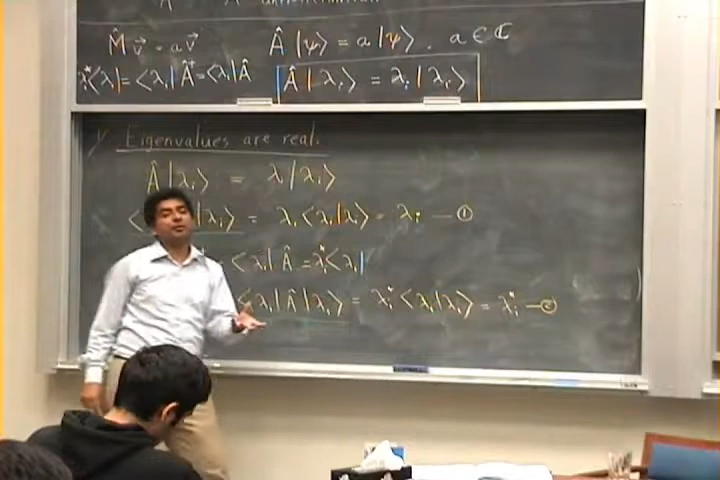 M̂ v⃗ = a v⃗   Â |ψ⟩ = a |ψ⟩ . a ∈ ℂ
λᵢ*⟨λᵢ| = ⟨λᵢ| Â⁺ = ⟨λᵢ| Â   Â | λᵢ⟩ = λᵢ | λᵢ⟩
1/ Eigenvalues are real.
Â |λᵢ⟩ = λᵢ |λᵢ⟩
⟨ |λᵢ⟩ = λᵢ ⟨λᵢ|λᵢ⟩ = λᵢ — ①
⟨λᵢ| Â = λᵢ* ⟨λᵢ|
⟨λᵢ| Â |λᵢ⟩ = λᵢ* ⟨λᵢ|λᵢ⟩ = λᵢ* — ②